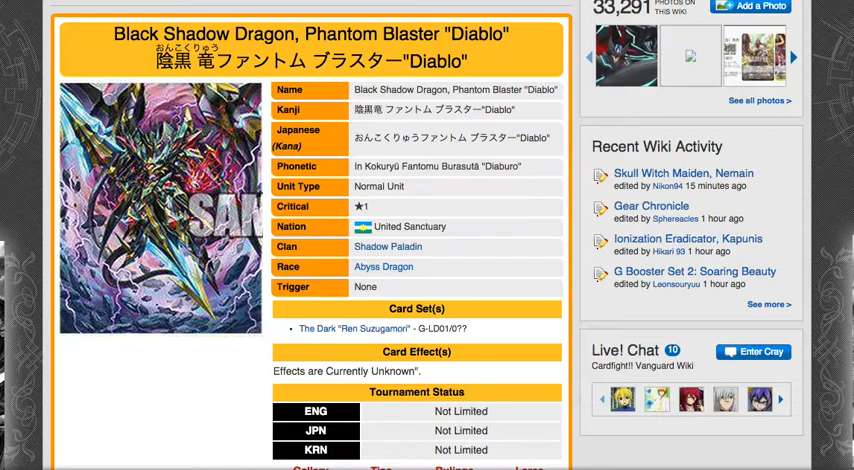 Black Shadow Dragon, Phantom Blaster "Diablo"
おんこくりゅう
陰黒 竜ファントム ブラスター"Diablo"
Name Black Shadow Dragon, Phantom Blaster "Diablo"
Kanji 陰黒竜 ファントム ブラスター"Diablo"
Japanese (Kana) おんこくりゅうファントム ブラスター"Diablo"
Phonetic In Kokuryū Fantomu Burasutā "Diaburo"
Unit Type Normal Unit
Critical ★1
Nation United Sanctuary
Clan Shadow Paladin
Race Abyss Dragon
Trigger None
Card Set(s)
• The Dark "Ren Suzugamori" - G-LD01/0??
Card Effect(s)
Effects are Currently Unknown".
Tournament Status
ENG Not Limited
JPN Not Limited
KRN Not Limited
Gallery Tips Rulings Lores
SAM
33,291 PHOTOS ON THIS WIKI
Add a Photo
See all photos >
Recent Wiki Activity
Skull Witch Maiden, Nemain
edited by Nikon94 15 minutes ago
Gear Chronicle
edited by Sphereacles 1 hour ago
Ionization Eradicator, Kapunis
edited by Hikari 93 1 hour ago
G Booster Set 2: Soaring Beauty
edited by Leonsouryuu 1 hour ago
See more >
Live! Chat 10
Enter Cray
Cardfight!! Vanguard Wiki